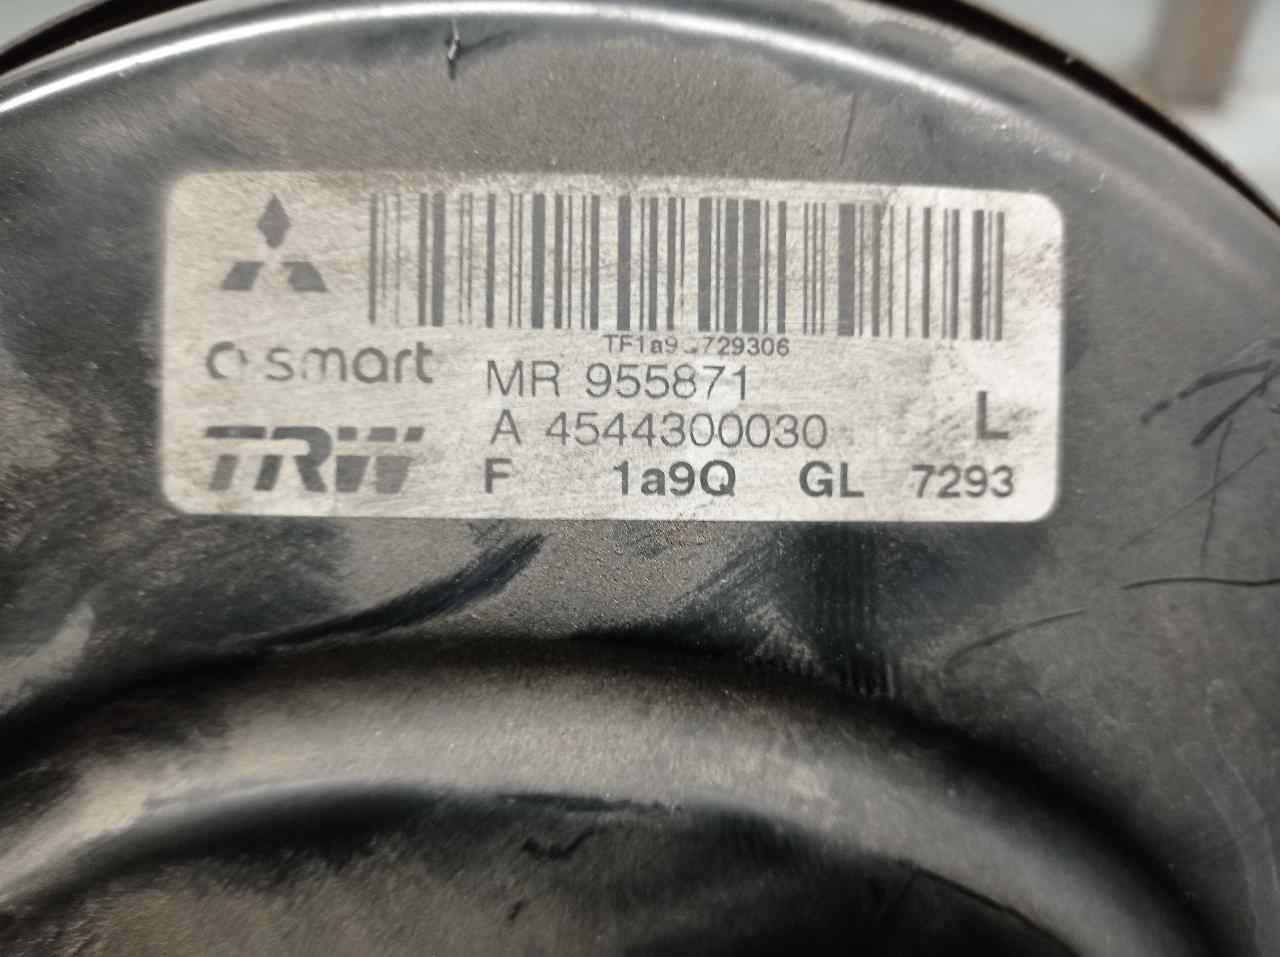 TF1a9 729306
smart
MR 955871
A 4544300030
L
TRW
F 1a9Q GL 7293